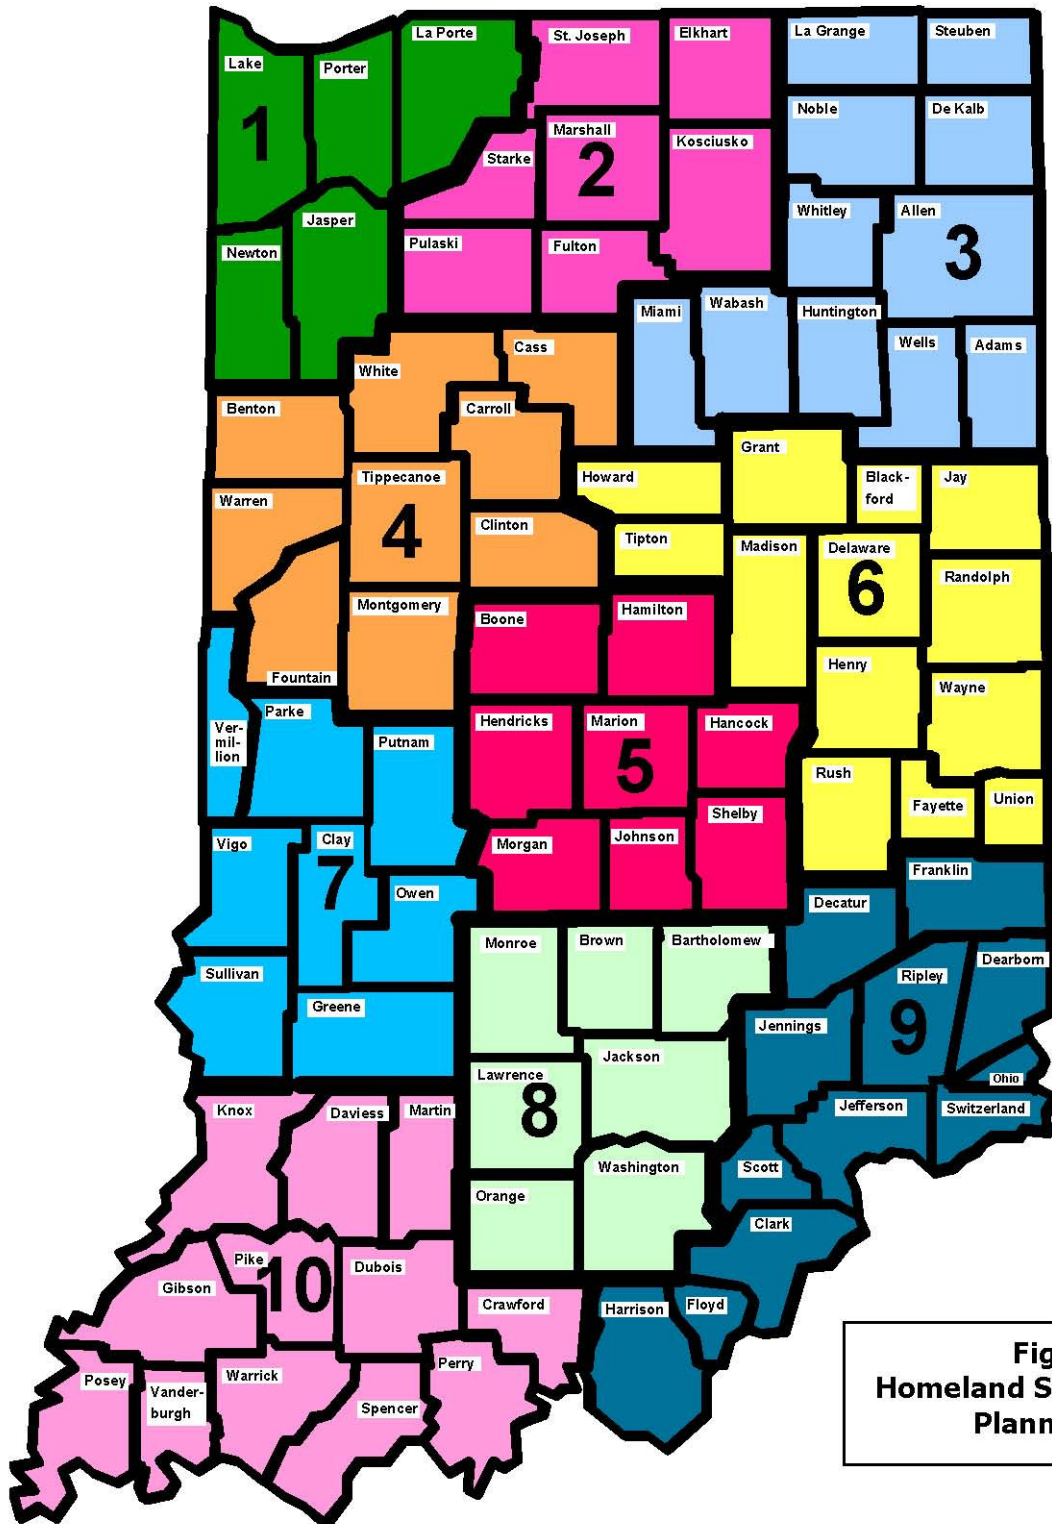 La Porte
St. Joseph
Elkhart
La Grange
Steuben
Lake
Porter
Noble
De Kalb
1
Marshall
2
Kosciusko
Starke
Whitley
Allen
3
Jasper
Newton
Pulaski
Fulton
Miami
Wabash
Huntington
Wells
Adams
White
Cass
Benton
Carroll
Grant
Tippecanoe
Howard
Black-
ford
Jay
Warren
4
Clinton
Tipton
Madison
Delaware
6
Randolph
Montgomery
Boone
Hamilton
Henry
Fountain
Wayne
Parke
Ver-
mil-
lion
Putnam
Hendricks
Marion
5
Hancock
Rush
Fayette
Union
Shelby
Vigo
Clay
7
Morgan
Johnson
Franklin
Owen
Decatur
Monroe
Brown
Bartholomew
Dearborn
Sullivan
Ripley
9
Greene
Jennings
Jackson
Lawrence
8
Ohio
Knox
Daviess
Martin
Jefferson
Switzerland
Washington
Scott
Orange
Clark
Pike
10
Dubois
Gibson
Crawford
Harrison
Floyd
Posey
Vander-
burgh
Warrick
Perry
Spencer
Fig
Homeland S
Plann